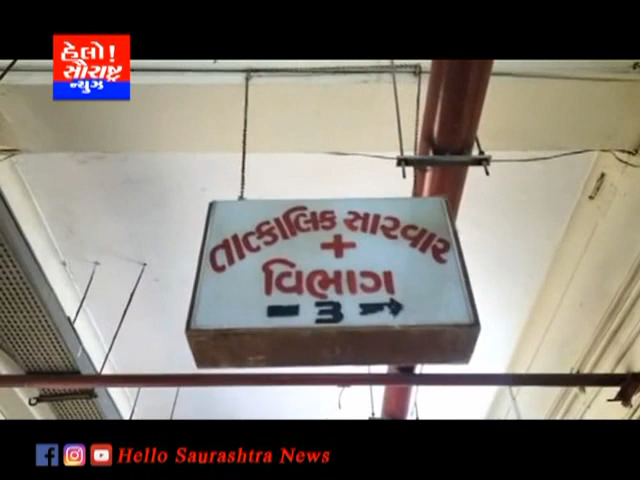 હેલો!
સૌરાષ્ટ્ર
ન્યુઝ
તાત્કાલિક સારવાર
+
વિભાગ
- 3 →
Hello Saurashtra News